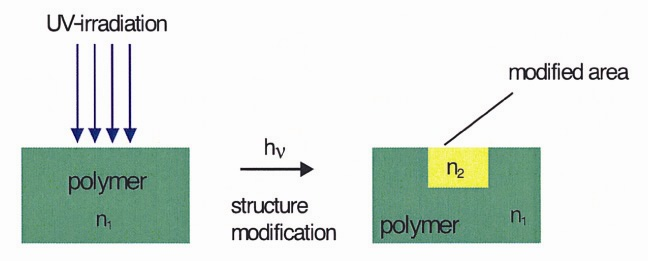 UV-irradiation
polymer
n₁
hν
structure
modification
modified area
n₂
polymer
n₁